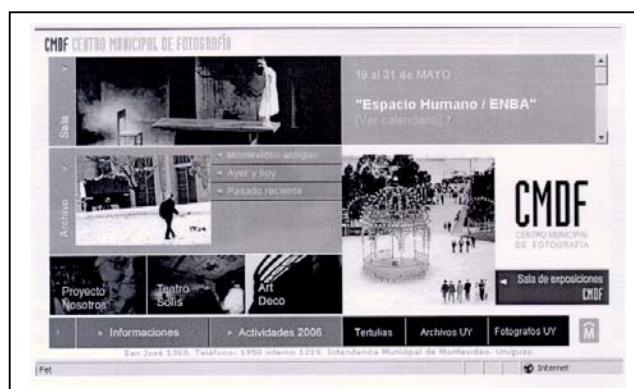 CMDF CENTRO MUNICIPAL DE FOTOGRAFÍA
Sala
19 al 31 de MAYO
"Espacio Humano / ENBA"
[Ver calendario]
Archivo
Montevideo antiguo
Ayer y hoy
Pasado reciente
CMDF
CENTRO MUNICIPAL
DE FOTOGRAFÍA
Proyecto
Nosotros
Teatro
Solís
Art
Deco
Sala de exposiciones
CMDF
Informaciones
Actividades 2006
Tertulias
Archivos UY
Fotografos UY
M
San José 1360. Teléfono: 1950 interno 1219. Intendencia Municipal de Montevideo. Uruguay.
Fet
Internet